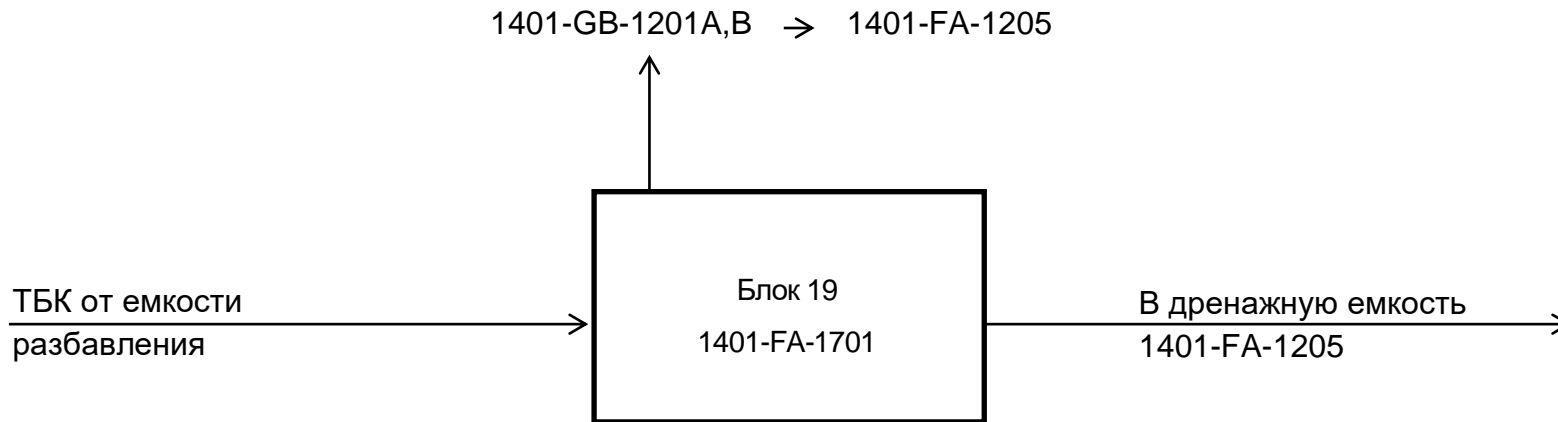 1401-GB-1201A,B → 1401-FA-1205
ТБК от емкости
разбавления
Блок 19
1401-FA-1701
В дренажную емкость
1401-FA-1205